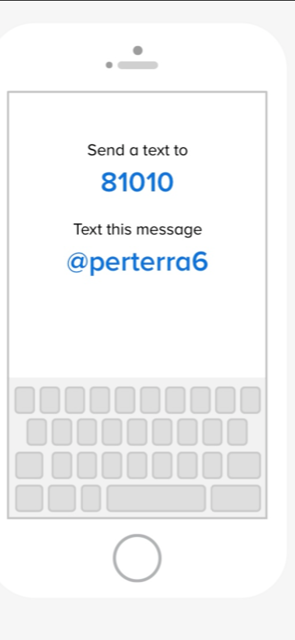 Send a text to
81010
Text this message
@perterra6